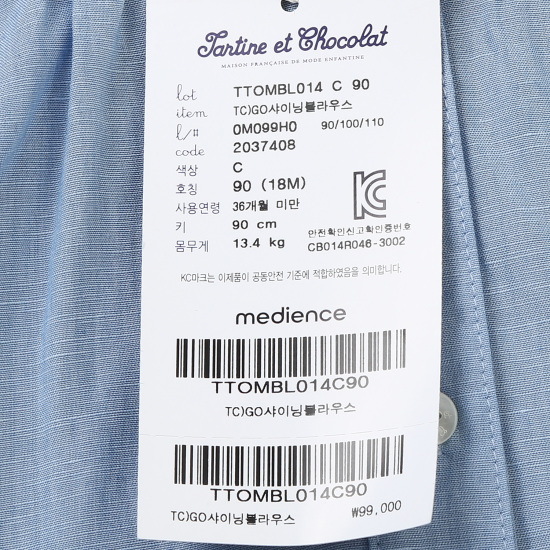 Tartine et Chocolat
MAISON FRANÇAISE DE MODE ENFANTINE
lot TTOMBL014 C 90
item TC)GO샤이닝블라우스
l/# 0M099H0 90/100/110
code 2037408
색상 C
호칭 90 (18M)
사용연령 36개월 미만
키 90 cm
몸무게 13.4 kg
안전확인신고확인증번호
CB014R046-3002
KC마크는 이제품이 공동안전 기준에 적합하였음을 의미합니다.
medience
TTOMBL014C90
TC)GO샤이닝블라우스
TTOMBL014C90
TC)GO샤이닝블라우스 ₩99,000